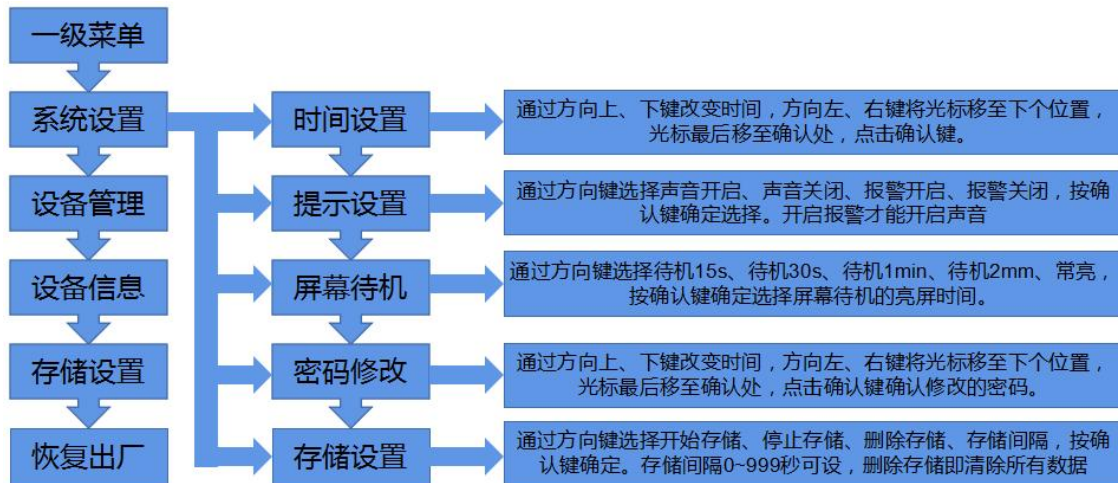 一级菜单
系统设置
时间设置
通过方向上、下键改变时间，方向左、右键将光标移至下个位置，
光标最后移至确认处，点击确认键。
设备管理
提示设置
通过方向键选择声音开启、声音关闭、报警开启、报警关闭，按确
认键确定选择。开启报警才能开启声音
设备信息
屏幕待机
通过方向键选择待机15s、待机30s、待机1min、待机2mm、常亮，
按确认键确定选择屏幕待机的亮屏时间。
存储设置
密码修改
通过方向上、下键改变时间，方向左、右键将光标移至下个位置，
光标最后移至确认处，点击确认键确认修改的密码。
恢复出厂
存储设置
通过方向键选择开始存储、停止存储、删除存储、存储间隔，按确
认键确定。存储间隔0~999秒可设，删除存储即清除所有数据